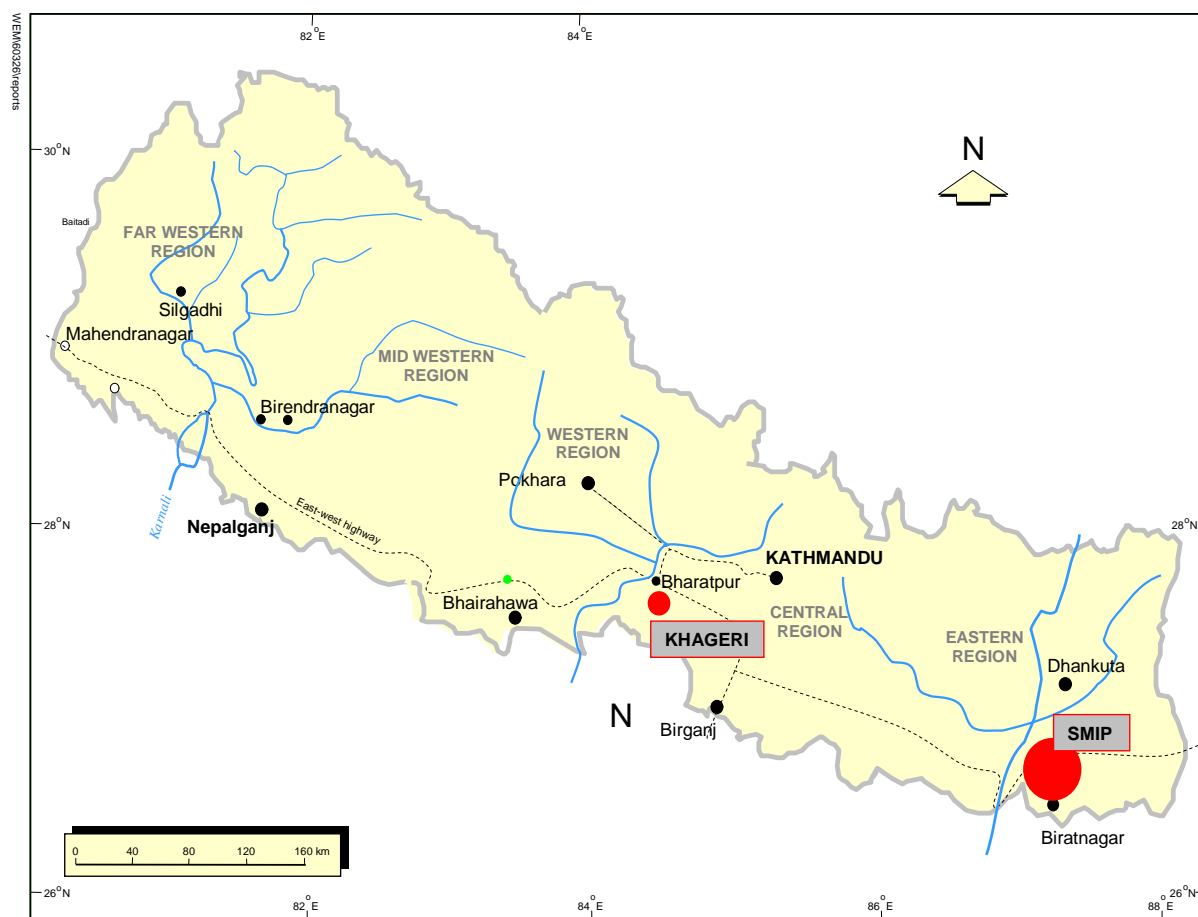 WEM\60326\reports
82°E
84°E
30°N
N
Baitadi
FAR WESTERN
REGION
Silgadhi
Mahendranagar
MID WESTERN
REGION
Birendranagar
WESTERN
REGION
Pokhara
Karnali
Nepalganj
East-west highway
28°N
28°N
KATHMANDU
Bharatpur
Bhairahawa
CENTRAL
REGION
KHAGERI
EASTERN
REGION
Dhankuta
N
Birganj
SMIP
Biratnagar
0 40 80 120 160 km
26°N
26°N
82°E
84°E
86°E
88°E